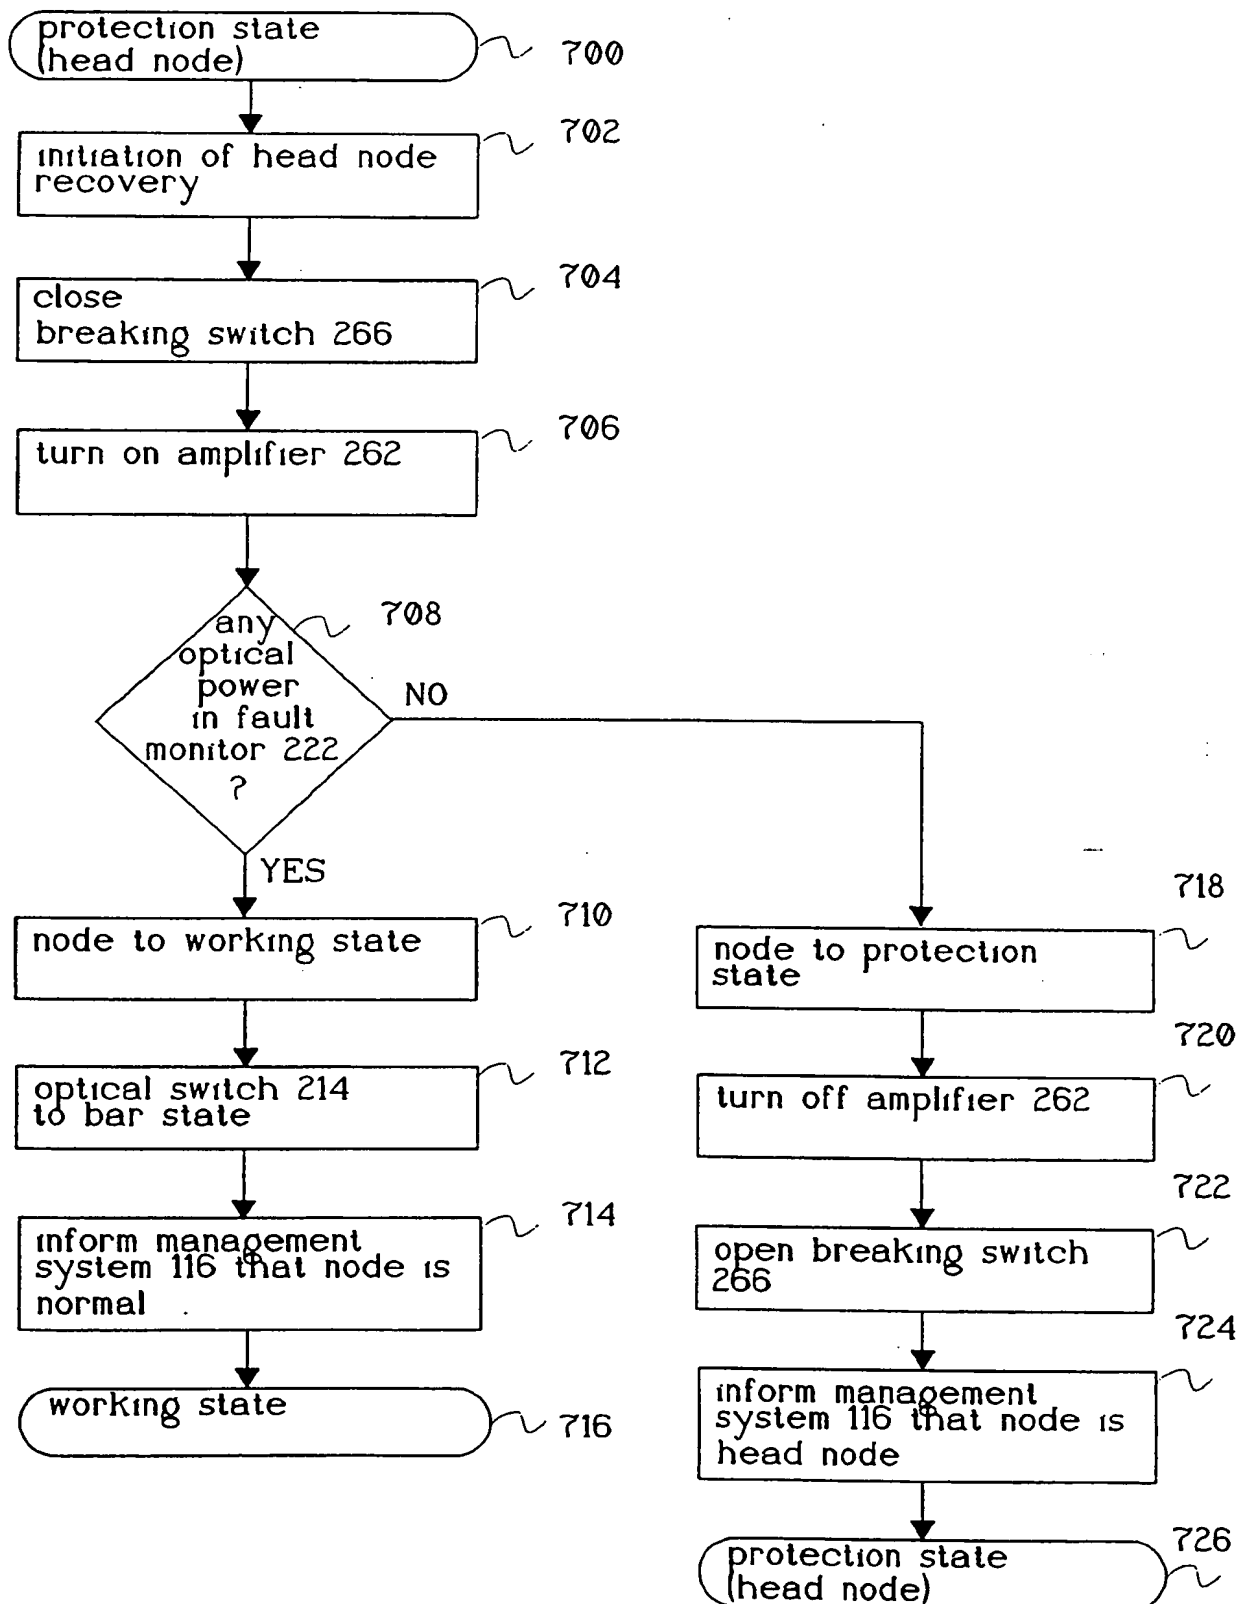 protection state
(head node)
700
702
initiation of head node
recovery
704
close
breaking switch 266
706
turn on amplifier 262
708
any
optical
power
in fault
monitor 222
?
NO
YES
710
node to working state
712
optical switch 214
to bar state
714
inform management
system 116 that node is
normal
working state
716
718
node to protection
state
720
turn off amplifier 262
722
open breaking switch
266
724
inform management
system 116 that node is
head node
726
protection state
(head node)